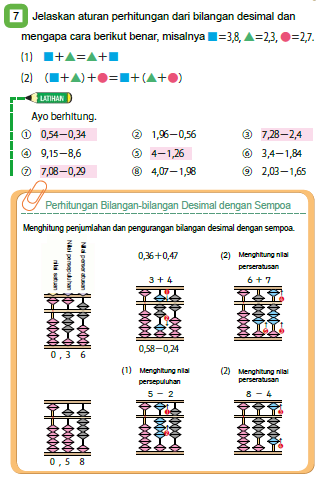 7 Jelaskan aturan perhitungan dari bilangan desimal dan
mengapa cara berikut benar, misalnya ■=3,8, ▲=2,3, ●=2,7.
(1) ■+▲=▲+■
(2) (■+▲)+●=■+(▲+●)
LATIHAN
Ayo berhitung.
① 0,54−0,34 ② 1,96−0,56 ③ 7,28−2,4
④ 9,15−8,6 ⑤ 4−1,26 ⑥ 3,4−1,84
⑦ 7,08−0,29 ⑧ 4,07−1,98 ⑨ 2,03−1,65
Perhitungan Bilangan-bilangan Desimal dengan Sempoa
Menghitung penjumlahan dan pengurangan bilangan desimal dengan sempoa.
Nilai perseratusan
Nilai persepuluhan
nilai satuan
0 , 3 6
0,36+0,47
3 + 4
(2) Menghitung nilai
perseratusan
6 + 7
0,58−0,24
(1) Menghitung nilai
persepuluhan
5 − 2
(2) Menghitung nilai
perseratusan
8 − 4
0 , 5 8